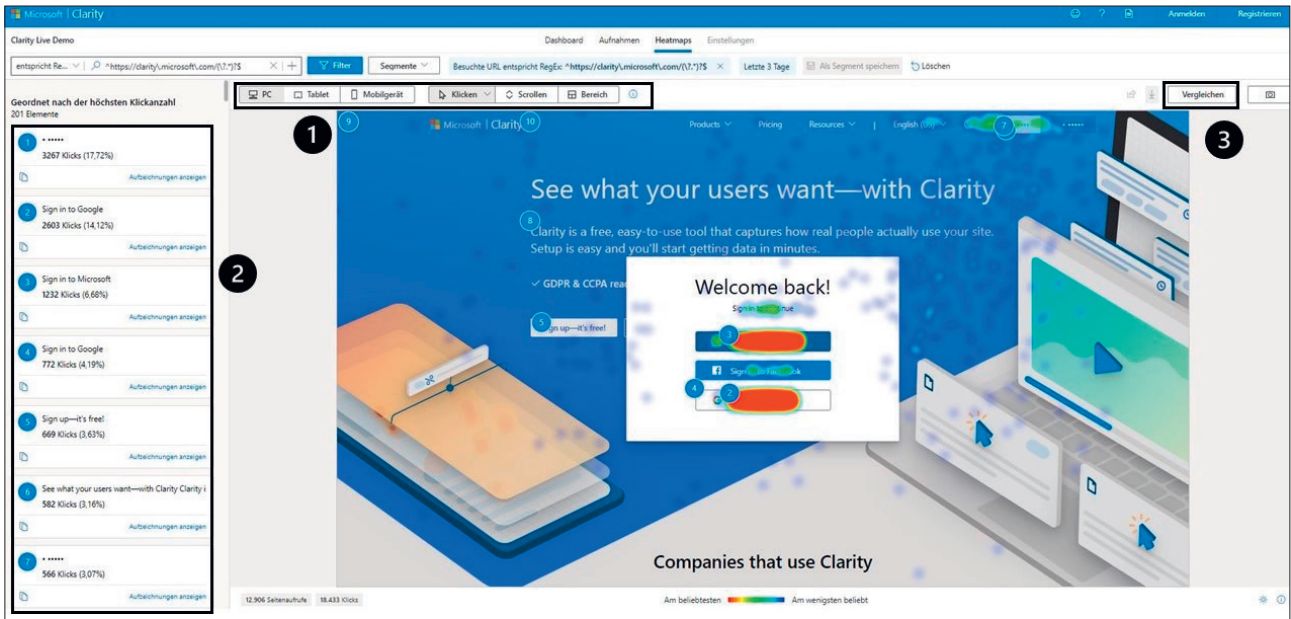 Microsoft | Clarity
Anmelden Registrieren
Clarity Live Demo
Dashboard Aufnahmen Heatmaps Einstellungen
entspricht Re... ^https://clarity\.microsoft\.com/(\?.*)?$
Filter
Segmente
Besuchte URL entspricht RegEx: ^https://clarity\.microsoft\.com/(\?.*)?$
Letzte 3 Tage
Als Segment speichern
Löschen
PC Tablet Mobilgerät
Klicken Scrollen Bereich
Vergleichen
1
2
3
Geordnet nach der höchsten Klickanzahl
201 Elemente
1
• •••••
3267 Klicks (17,72%)
Aufzeichnungen anzeigen
2
Sign in to Google
2603 Klicks (14,12%)
Aufzeichnungen anzeigen
3
Sign in to Microsoft
1232 Klicks (6,68%)
Aufzeichnungen anzeigen
4
Sign in to Google
772 Klicks (4,19%)
Aufzeichnungen anzeigen
5
Sign up—it's free!
669 Klicks (3,63%)
Aufzeichnungen anzeigen
6
See what your users want—with Clarity Clarity i
582 Klicks (3,16%)
Aufzeichnungen anzeigen
7
• •••••
566 Klicks (3,07%)
Aufzeichnungen anzeigen
9
Microsoft | Clarity
10
Products Pricing Resources | English (US)
7
See what your users want—with Clarity
8
Clarity is a free, easy-to-use tool that captures how real people actually use your site.
Setup is easy and you'll start getting data in minutes.
GDPR & CCPA rea
5
Sign up—it's free!
Welcome back!
Sign in to continue
3
Sign in to Facebook
4
2
Companies that use Clarity
12.906 Seitenaufrufe 18.433 Klicks
Am beliebtesten Am wenigsten beliebt